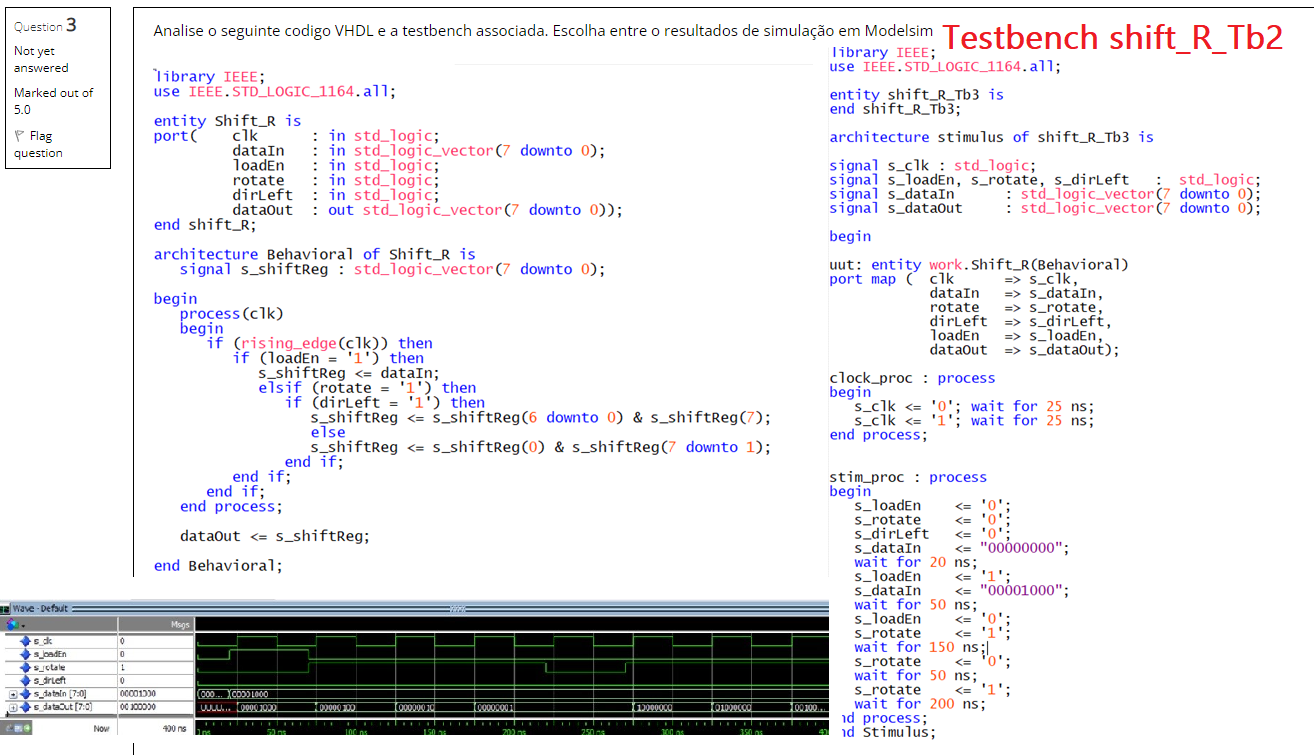 Question 3
Not yet
answered
Marked out of
5.0
Flag
question
Analise o seguinte codigo VHDL e a testbench associada. Escolha entre o resultados de simulação em Modelsim
library IEEE;
use IEEE.STD_LOGIC_1164.all;
entity Shift_R is
port( clk : in std_logic;
dataIn : in std_logic_vector(7 downto 0);
loadEn : in std_logic;
rotate : in std_logic;
dirLeft : in std_logic;
dataOut : out std_logic_vector(7 downto 0));
end shift_R;
architecture Behavioral of Shift_R is
signal s_shiftReg : std_logic_vector(7 downto 0);
begin
process(clk)
begin
if (rising_edge(clk)) then
if (loadEn = '1') then
s_shiftReg <= dataIn;
elsif (rotate = '1') then
if (dirLeft = '1') then
s_shiftReg <= s_shiftReg(6 downto 0) & s_shiftReg(7);
else
s_shiftReg <= s_shiftReg(0) & s_shiftReg(7 downto 1);
end if;
end if;
end if;
end process;
dataOut <= s_shiftReg;
end Behavioral;
Testbench shift_R_Tb2
library IEEE;
use IEEE.STD_LOGIC_1164.all;
entity shift_R_Tb3 is
end shift_R_Tb3;
architecture stimulus of shift_R_Tb3 is
signal s_clk : std_logic;
signal s_loadEn, s_rotate, s_dirLeft : std_logic;
signal s_dataIn : std_logic_vector(7 downto 0);
signal s_dataOut : std_logic_vector(7 downto 0);
begin
uut: entity work.Shift_R(Behavioral)
port map ( clk => s_clk,
dataIn => s_dataIn,
rotate => s_rotate,
dirLeft => s_dirLeft,
loadEn => s_loadEn,
dataOut => s_dataOut);
clock_proc : process
begin
s_clk <= '0'; wait for 25 ns;
s_clk <= '1'; wait for 25 ns;
end process;
stim_proc : process
begin
s_loadEn <= '0';
s_rotate <= '0';
s_dirLeft <= '0';
s_dataIn <= "00000000";
wait for 20 ns;
s_loadEn <= '1';
s_dataIn <= "00001000";
wait for 50 ns;
s_loadEn <= '0';
s_rotate <= '1';
wait for 150 ns;
s_rotate <= '0';
wait for 50 ns;
s_rotate <= '1';
wait for 200 ns;
nd process;
nd Stimulus;
Wave - Default
Msgs
s_clk 0
s_loadEn 0
s_rotate 1
s_dirLeft 0
s_dataIn [7:0] 00001000 000... 00001000
s_dataOut [7:0] 00100000 UUUU... 00001000 00000100 00000010 00000001 10000000 01000000 00100...
Now 400 ns 50 ns 100 ns 150 ns 200 ns 250 ns 300 ns 350 ns